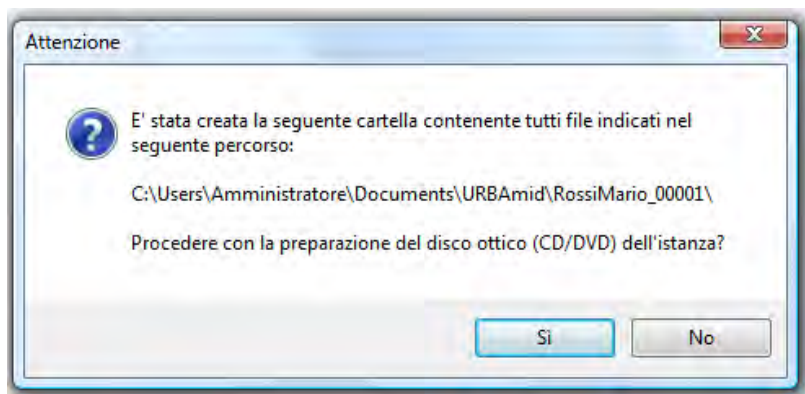 Attenzione
E' stata creata la seguente cartella contenente tutti file indicati nel
seguente percorso:
C:\Users\Amministratore\Documents\URBAmid\RossiMario_00001\
Procedere con la preparazione del disco ottico (CD/DVD) dell'istanza?
Sì
No